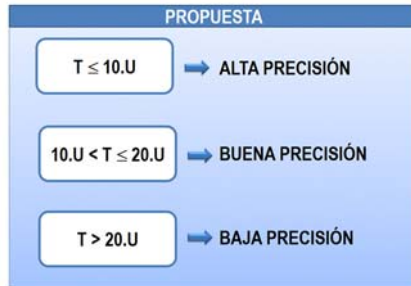 PROPUESTA
T ≤ 10.U ALTA PRECISIÓN
10.U < T ≤ 20.U BUENA PRECISIÓN
T > 20.U BAJA PRECISIÓN